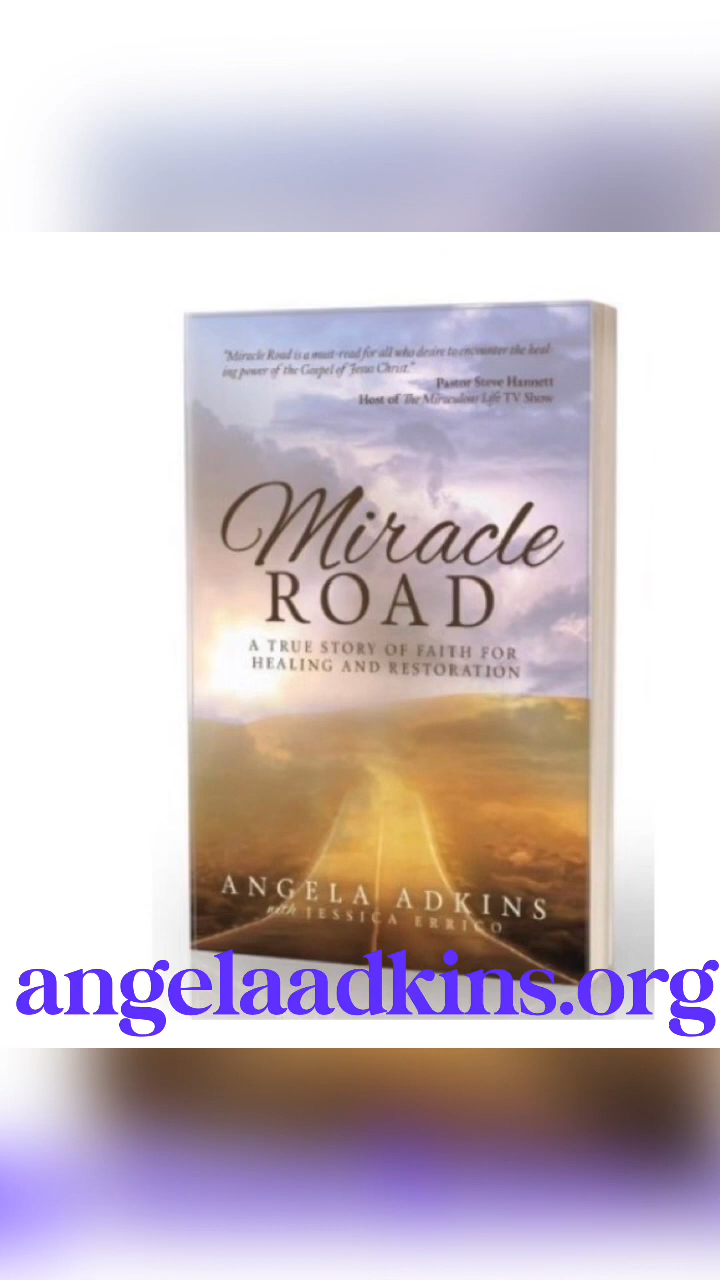 "Miracle Road is a must-read for all who desire to encounter the heal-
ing power of the Gospel of Jesus Christ."
Pastor Steve Hannett
Host of The Miraculous Life TV Show
Miracle
ROAD
A TRUE STORY OF FAITH FOR
HEALING AND RESTORATION
ANGELA ADKINS
with JESSICA ERRICO
angelaadkins.org